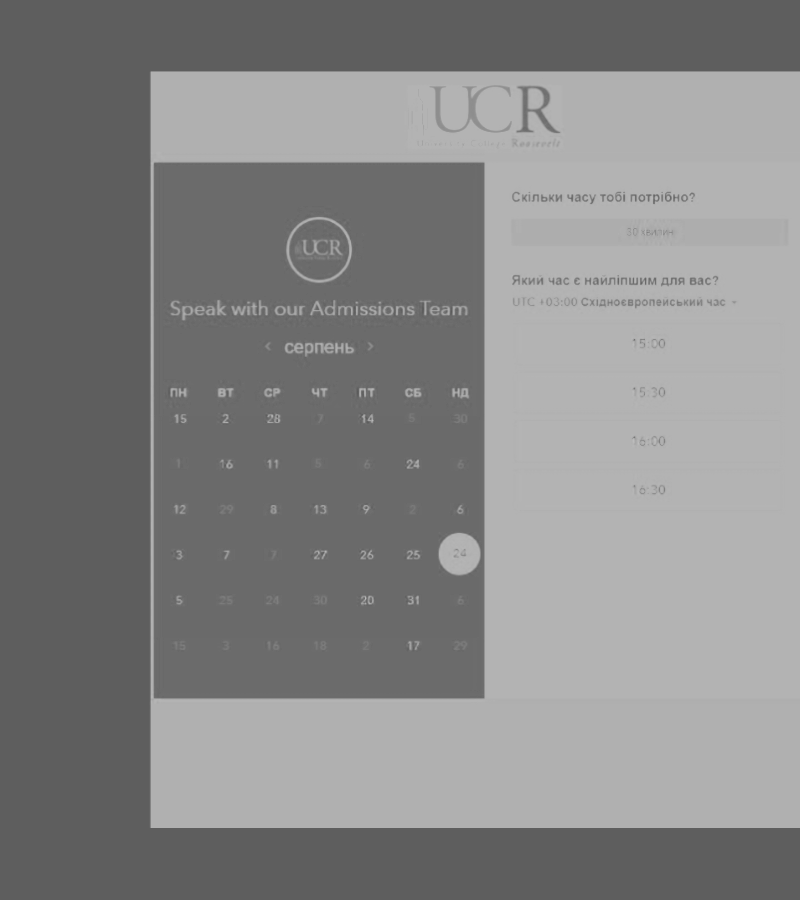 UCR
University College Roosevelt
UCR
Speak with our Admissions Team
< серпень >
ПН ВТ СР ЧТ ПТ СБ НД
15 2 28 7 14 5 30
1 16 11 5 6 24 6
12 29 8 13 9 2 6
3 7 7 27 26 25 24
5 25 24 30 20 31 6
15 3 16 18 2 17 29
Скільки часу тобі потрібно?
30 хвилин
Який час є найліпшим для вас?
UTC +03:00 Східноєвропейський час
15:00
15:30
16:00
16:30